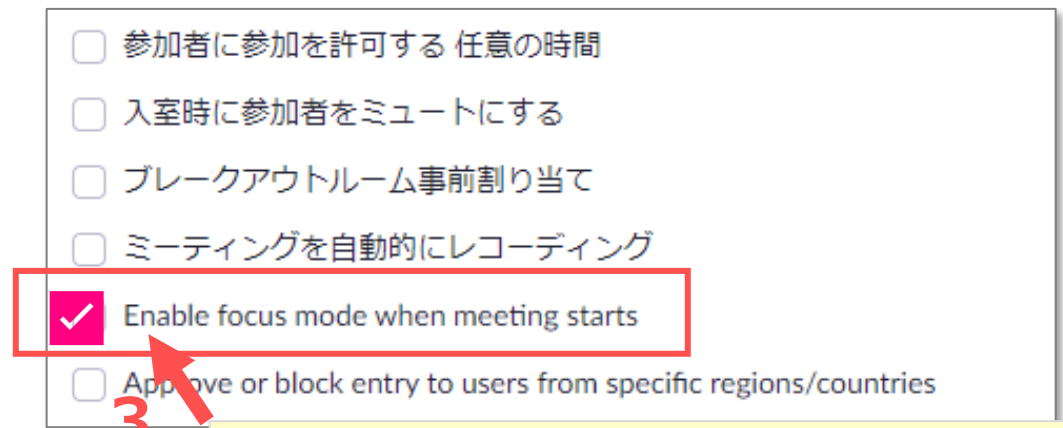 参加者に参加を許可する 任意の時間
入室時に参加者をミュートにする
ブレークアウトルーム事前割り当て
ミーティングを自動的にレコーディング
Enable focus mode when meeting starts
Approve or block entry to users from specific regions/countries
3